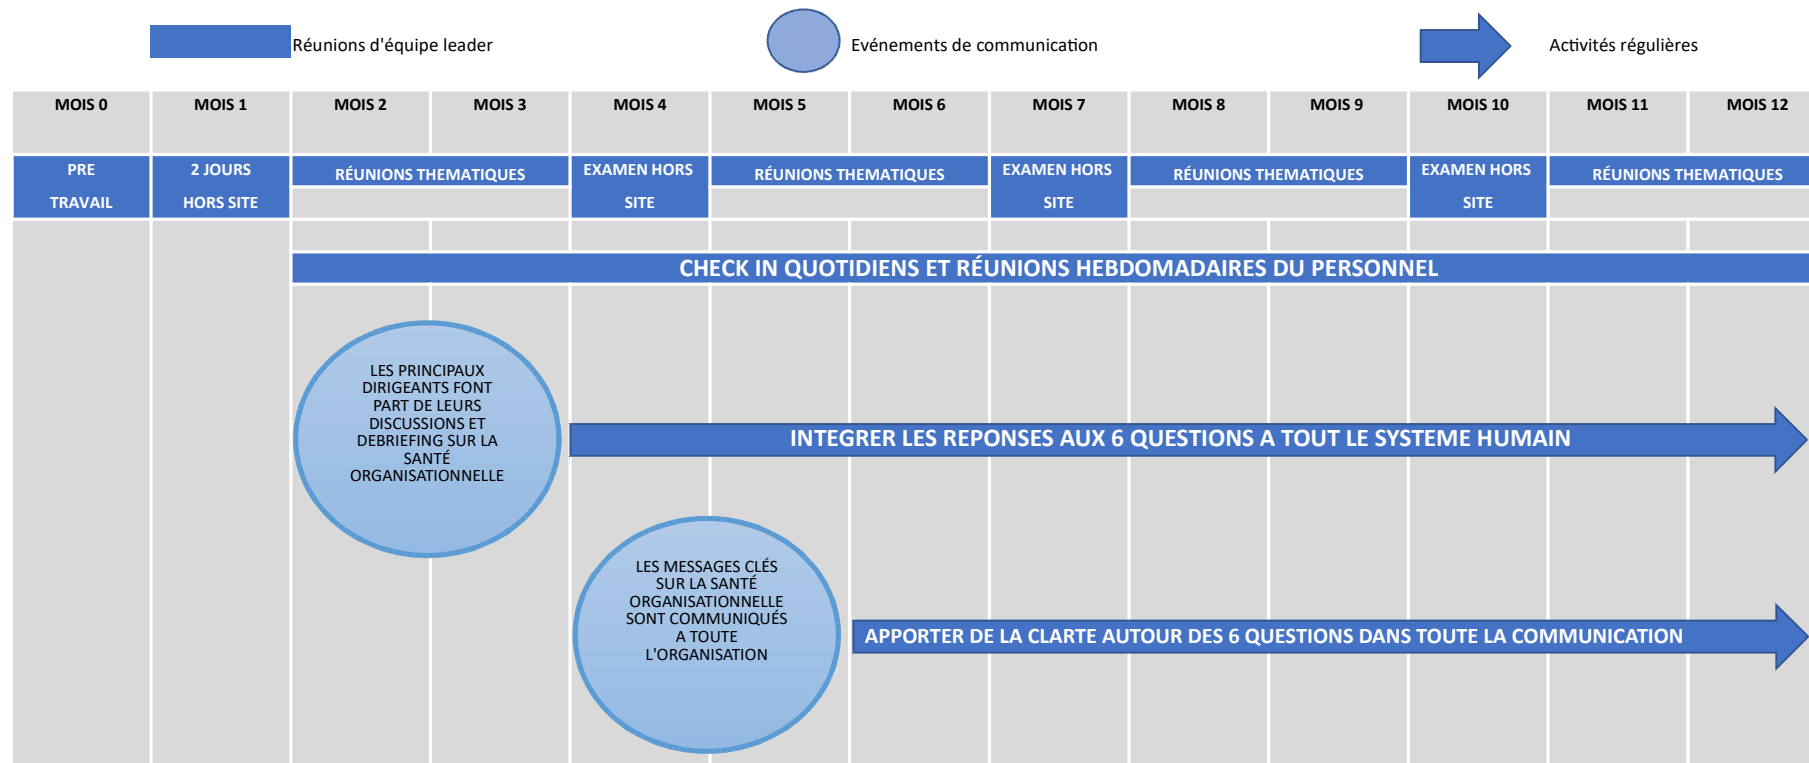 Réunions d'équipe leader
Evénements de communication
Activités régulières
MOIS 0
MOIS 1
MOIS 2
MOIS 3
MOIS 4
MOIS 5
MOIS 6
MOIS 7
MOIS 8
MOIS 9
MOIS 10
MOIS 11
MOIS 12
PRE
TRAVAIL
2 JOURS
HORS SITE
RÉUNIONS THEMATIQUES
EXAMEN HORS
SITE
RÉUNIONS THEMATIQUES
EXAMEN HORS
SITE
RÉUNIONS THEMATIQUES
EXAMEN HORS
SITE
RÉUNIONS THEMATIQUES
CHECK IN QUOTIDIENS ET RÉUNIONS HEBDOMADAIRES DU PERSONNEL
LES PRINCIPAUX
DIRIGEANTS FONT
PART DE LEURS
DISCUSSIONS ET
DEBRIEFING SUR LA
SANTÉ
ORGANISATIONNELLE
INTEGRER LES REPONSES AUX 6 QUESTIONS A TOUT LE SYSTEME HUMAIN
LES MESSAGES CLÉS
SUR LA SANTÉ
ORGANISATIONNELLE
SONT COMMUNIQUÉS
A TOUTE
L'ORGANISATION
APPORTER DE LA CLARTE AUTOUR DES 6 QUESTIONS DANS TOUTE LA COMMUNICATION